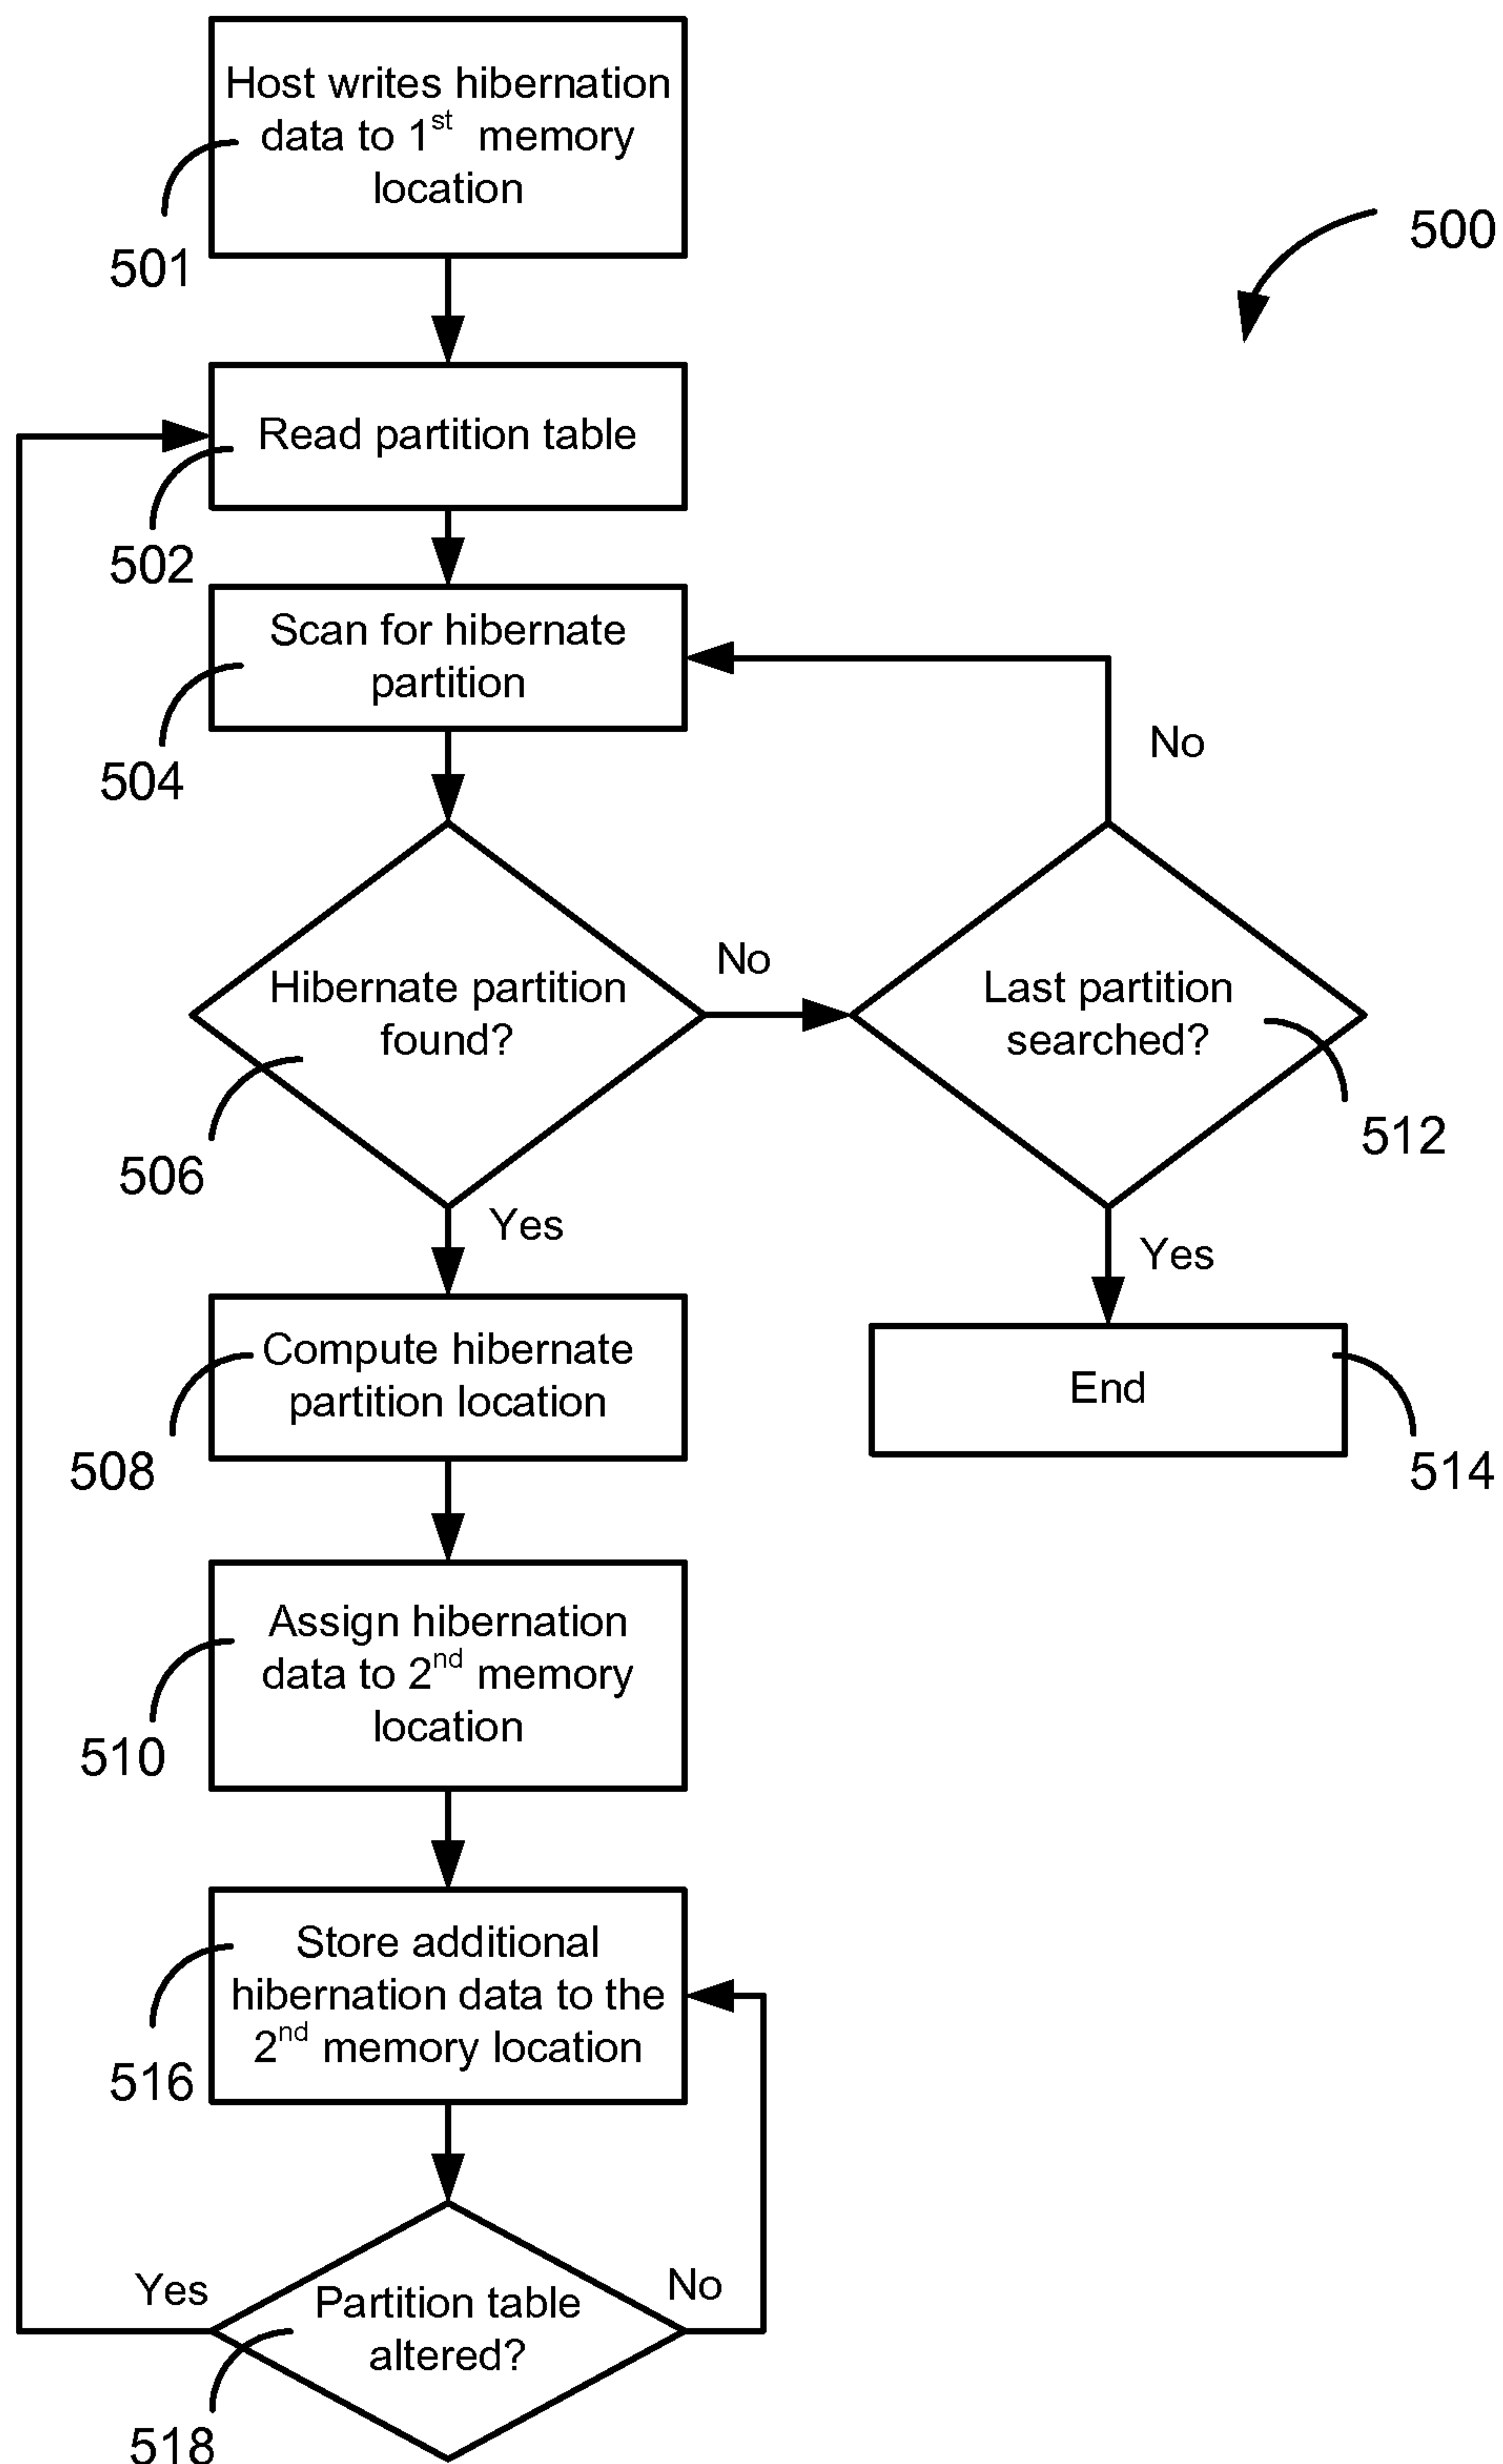 Host writes hibernation
data to 1st memory
location
501
500
Read partition table
502
Scan for hibernate
partition
504
No
Hibernate partition
found?
506
No
Last partition
searched?
512
Yes
Yes
Compute hibernate
partition location
508
End
514
Assign hibernation
data to 2nd memory
location
510
Store additional
hibernation data to the
2nd memory location
516
Yes
Partition table
altered?
No
518